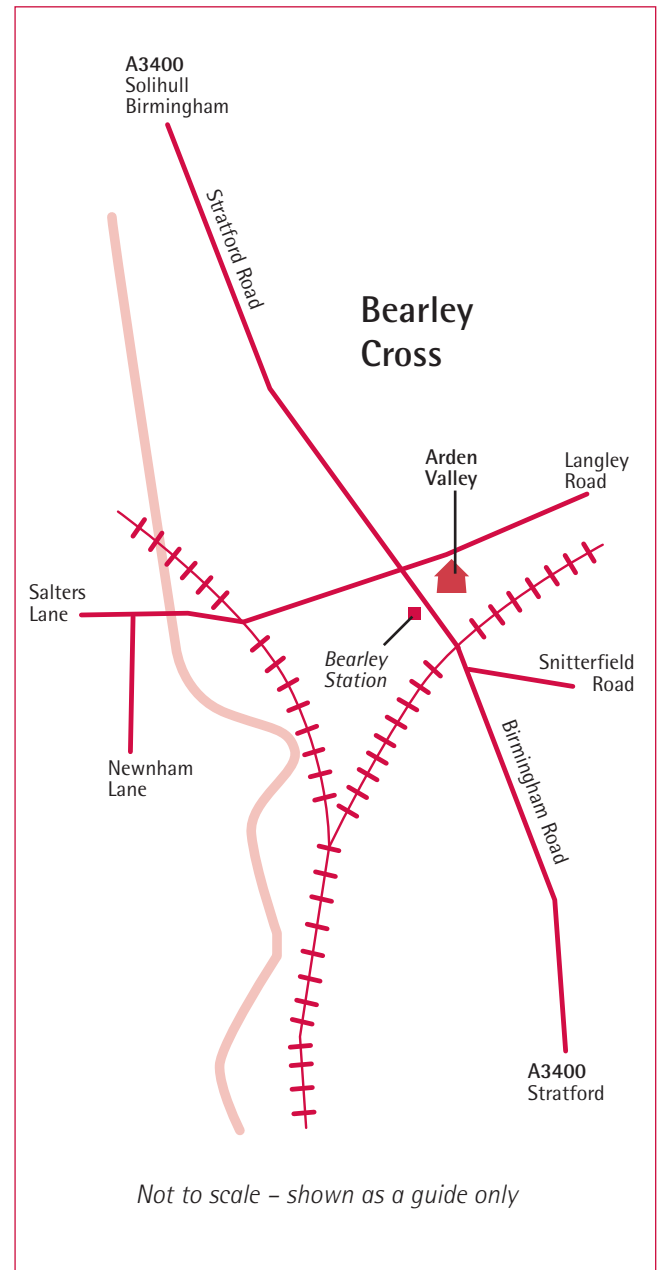 A3400
Solihull
Birmingham
Stratford Road
Bearley
Cross
Arden
Valley
Langley
Road
Salters
Lane
Bearley
Station
Snitterfield
Road
Newnham
Lane
Birmingham Road
A3400
Stratford
Not to scale – shown as a guide only